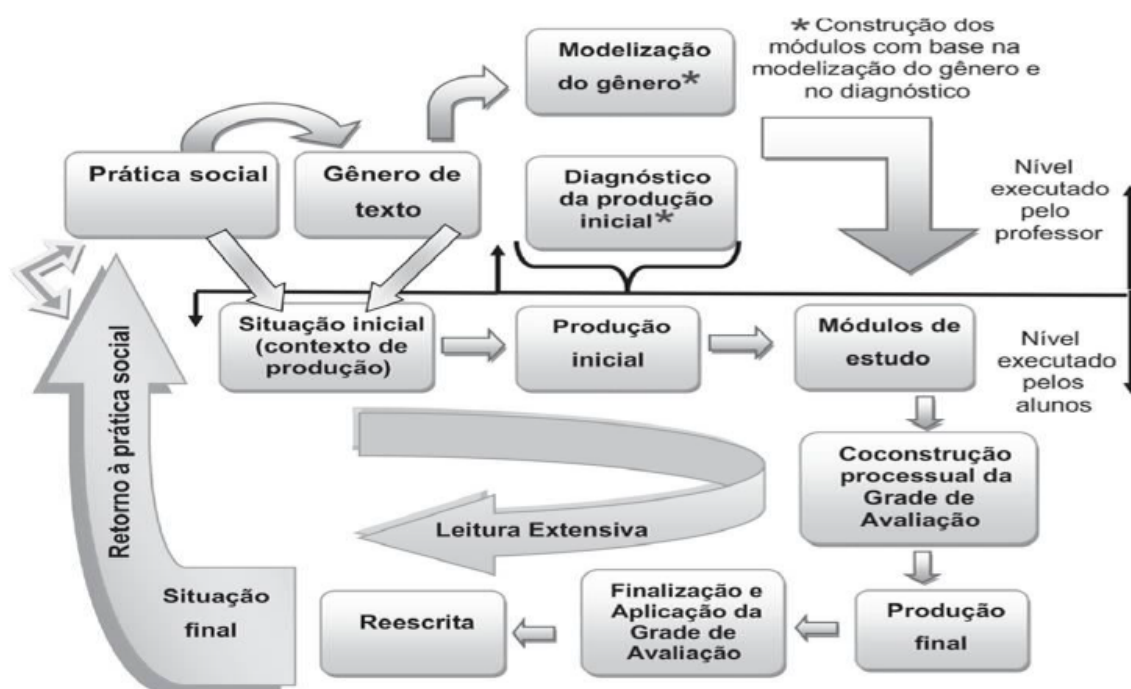 Modelização
do gênero*
* Construção dos
módulos com base na
modelização do gênero e
no diagnóstico
Prática social
Gênero de
texto
Diagnóstico
da produção
inicial*
Nível
executado
pelo
professor
Situação inicial
(contexto de
produção)
Produção
inicial
Módulos de
estudo
Nível
executado
pelos
alunos
Coconstrução
processual da
Grade de
Avaliação
Leitura Extensiva
Produção
final
Finalização e
Aplicação da
Grade de
Avaliação
Reescrita
Situação
final
Retorno à prática social